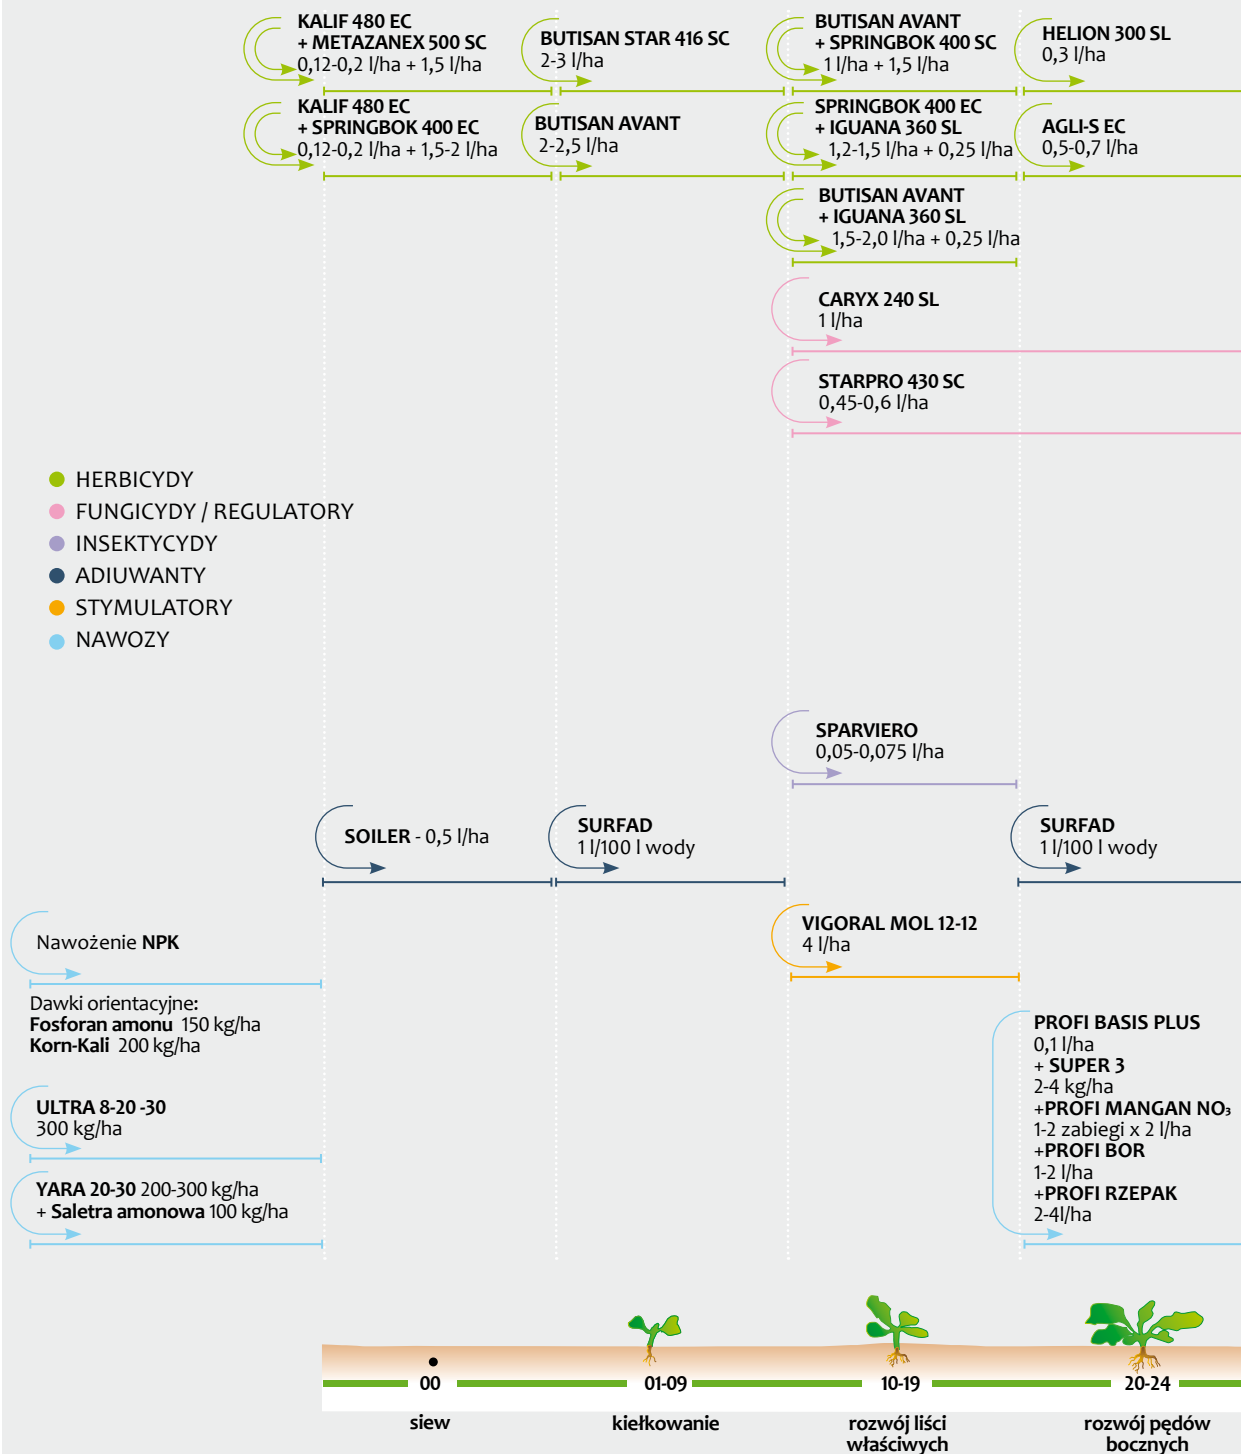 KALIF 480 EC
+ METAZANEX 500 SC
0,12-0,2 l/ha + 1,5 l/ha
BUTISAN STAR 416 SC
2-3 l/ha
BUTISAN AVANT
+ SPRINGBOK 400 SC
1 l/ha + 1,5 l/ha
HELION 300 SL
0,3 l/ha
KALIF 480 EC
+ SPRINGBOK 400 EC
0,12-0,2 l/ha + 1,5-2 l/ha
BUTISAN AVANT
2-2,5 l/ha
SPRINGBOK 400 EC
+ IGUANA 360 SL
1,2-1,5 l/ha + 0,25 l/ha
AGLI-S EC
0,5-0,7 l/ha
BUTISAN AVANT
+ IGUANA 360 SL
1,5-2,0 l/ha + 0,25 l/ha
CARYX 240 SL
1 l/ha
STARPRO 430 SC
0,45-0,6 l/ha
HERBICYDY
FUNGICYDY / REGULATORY
INSEKTYCYDY
ADIUWANTY
STYMULATORY
NAWOZY
SPARVIERO
0,05-0,075 l/ha
SOILER - 0,5 l/ha
SURFAD
1 l/100 l wody
SURFAD
1 l/100 l wody
Nawożenie NPK
VIGORAL MOL 12-12
4 l/ha
Dawki orientacyjne:
Fosforan amonu 150 kg/ha
Korn-Kali 200 kg/ha
ULTRA 8-20 -30
300 kg/ha
YARA 20-30 200-300 kg/ha
+ Saletra amonowa 100 kg/ha
PROFI BASIS PLUS
0,1 l/ha
+ SUPER 3
2-4 kg/ha
+PROFI MANGAN NO₃
1-2 zabiegi x 2 l/ha
+PROFI BOR
1-2 l/ha
+PROFI RZEPAK
2-4l/ha
00
01-09
10-19
20-24
siew
kiełkowanie
rozwój liści
właściwych
rozwój pędów
bocznych